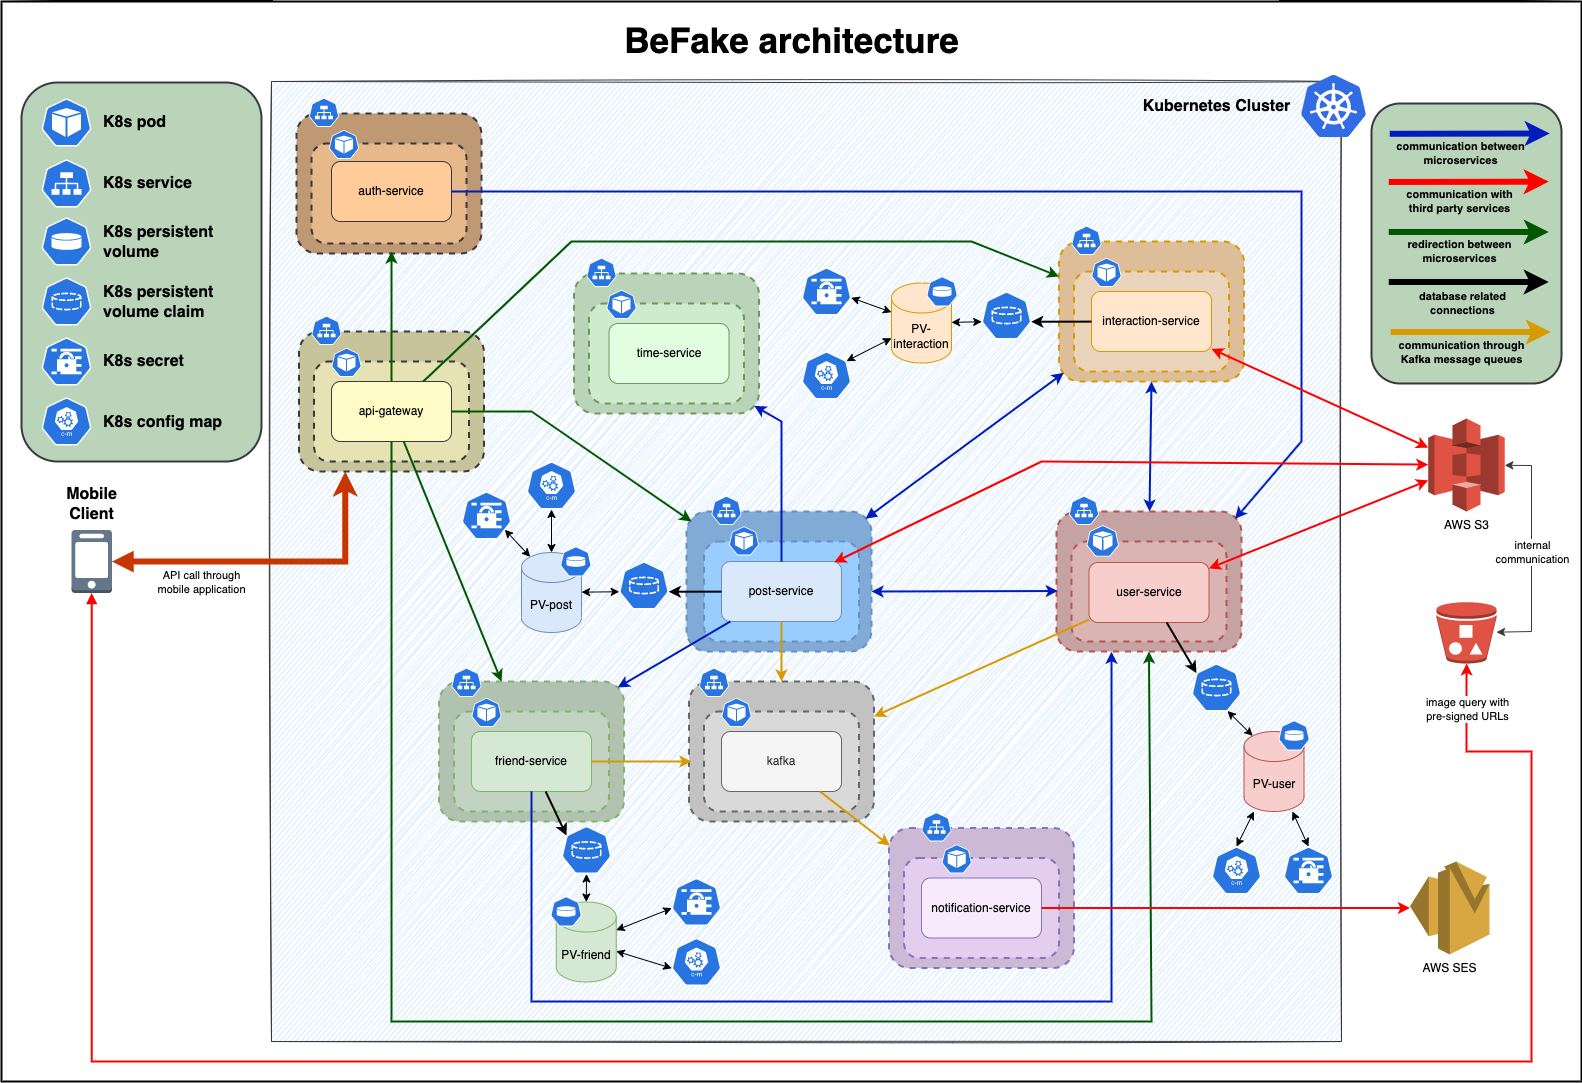 BeFake architecture
K8s pod
K8s service
K8s persistent
volume
K8s persistent
volume claim
K8s secret
K8s config map
c-m
Kubernetes Cluster
communication between
microservices
communication with
third party services
redirection between
microservices
database related
connections
communication through
Kafka message queues
auth-service
api-gateway
time-service
c-m
PV-
interaction
interaction-service
Mobile
Client
API call through
mobile application
c-m
PV-post
post-service
user-service
AWS S3
internal
communication
image query with
pre-signed URLs
friend-service
kafka
PV-user
c-m
notification-service
PV-friend
c-m
AWS SES